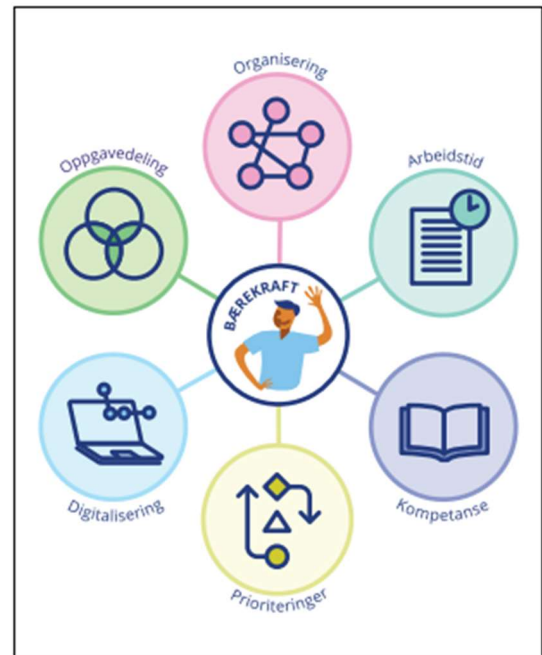 Organisering
Oppgavedeling
Arbeidstid
BÆREKRAFT
Digitalisering
Kompetanse
Prioriteringer